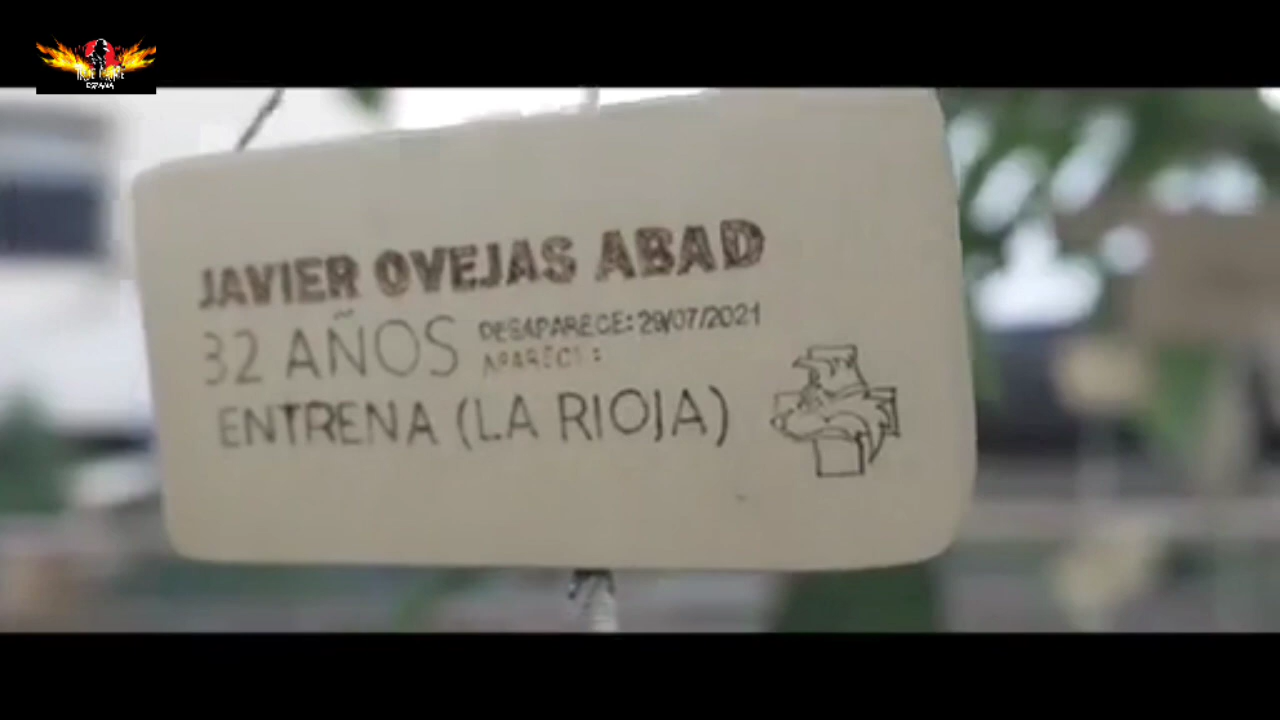 JAVIER OVEJAS ABAD
32 AÑOS DESAPARECE: 29/07/2021
APARECE:
ENTRENA (LA RIOJA)